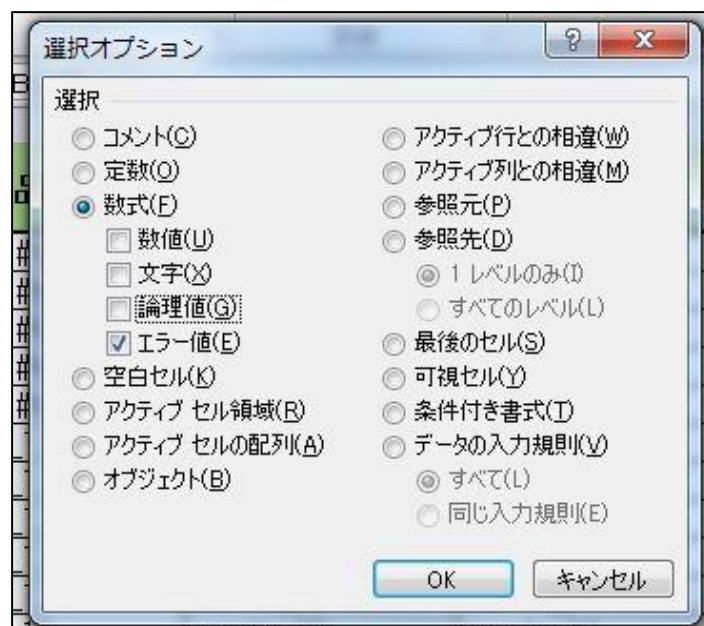 選択オプション
選択
コメント(C)
定数(O)
数式(F)
数値(U)
文字(X)
論理値(G)
エラー値(E)
空白セル(K)
アクティブ セル領域(R)
アクティブ セルの配列(A)
オブジェクト(B)
アクティブ行との相違(W)
アクティブ列との相違(M)
参照元(P)
参照先(D)
1 レベルのみ(I)
すべてのレベル(L)
最後のセル(S)
可視セル(Y)
条件付き書式(T)
データの入力規則(V)
すべて(L)
同じ入力規則(E)
OK
キャンセル